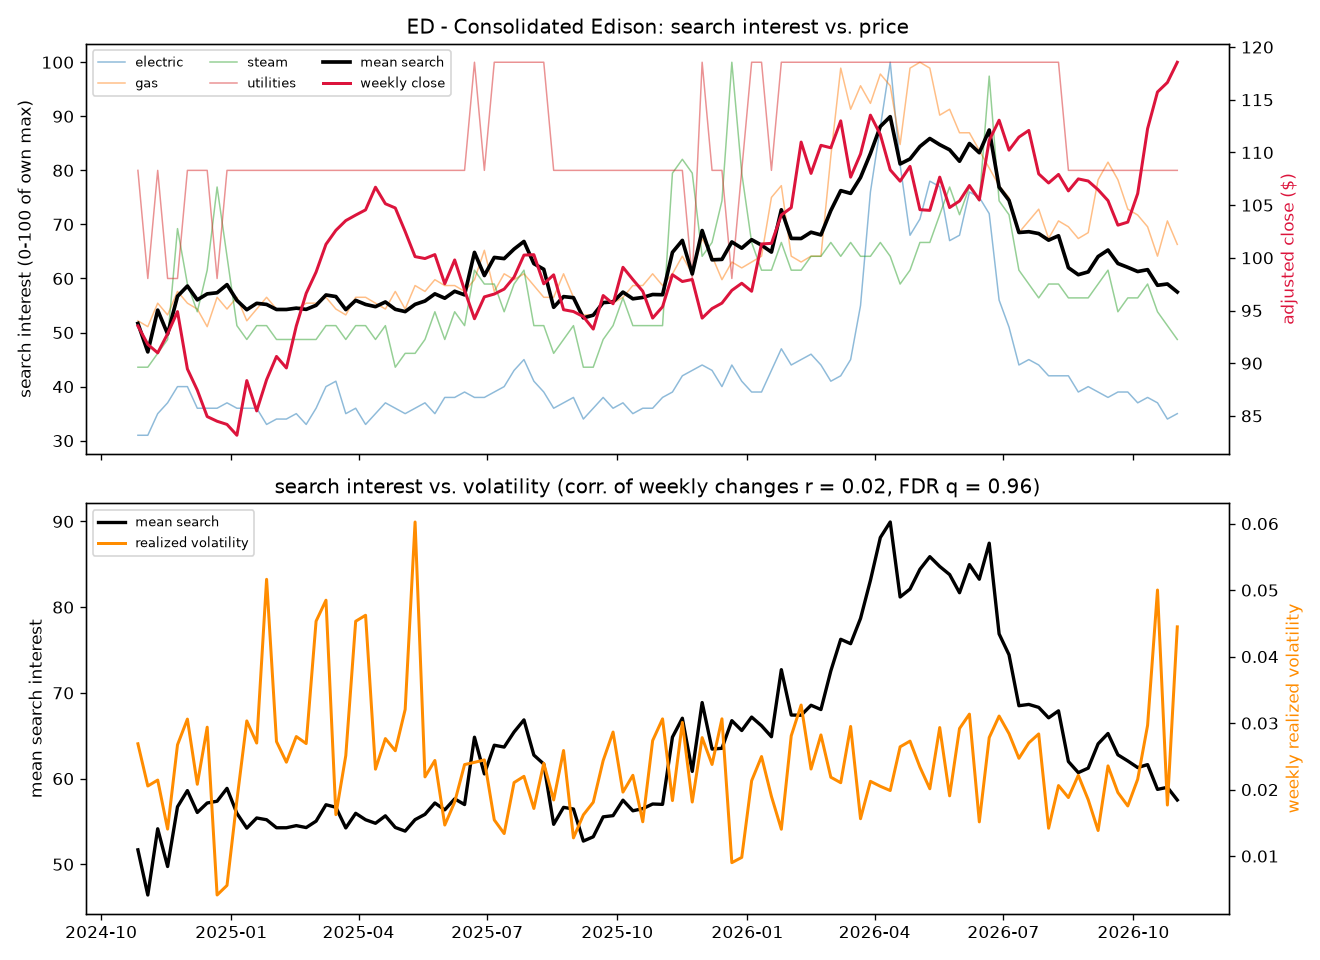 ED - Consolidated Edison: search interest vs. price
electric
gas
steam
utilities
mean search
weekly close
search interest (0-100 of own max)
100
90
80
70
60
50
40
30
120
115
110
105
100
95
90
85
adjusted close ($)
search interest vs. volatility (corr. of weekly changes r = 0.02, FDR q = 0.96)
mean search
realized volatility
mean search interest
90
80
70
60
50
0.06
0.05
0.04
0.03
0.02
0.01
weekly realized volatility
2024-10
2025-01
2025-04
2025-07
2025-10
2026-01
2026-04
2026-07
2026-10